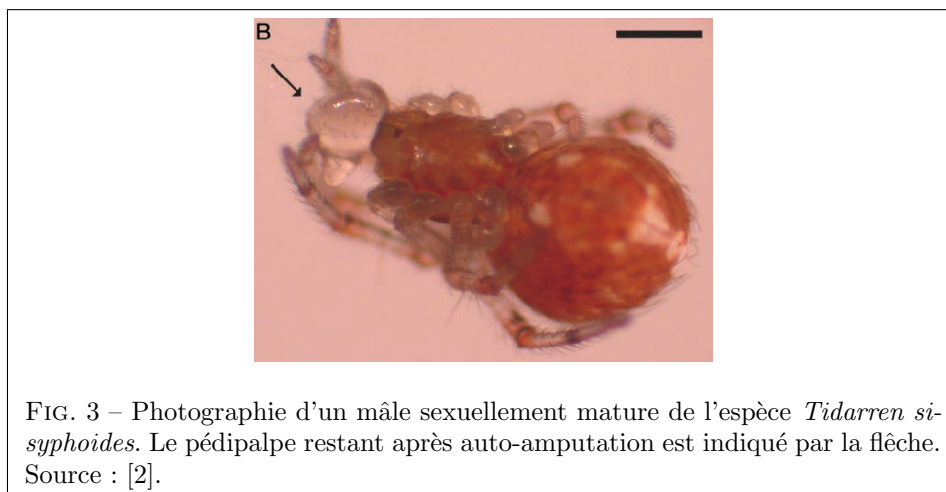 B
FIG. 3 – Photographie d'un mâle sexuellement mature de l'espèce Tidarren si-
syphoides. Le pédipalpe restant après auto-amputation est indiqué par la flêche.
Source : [2].